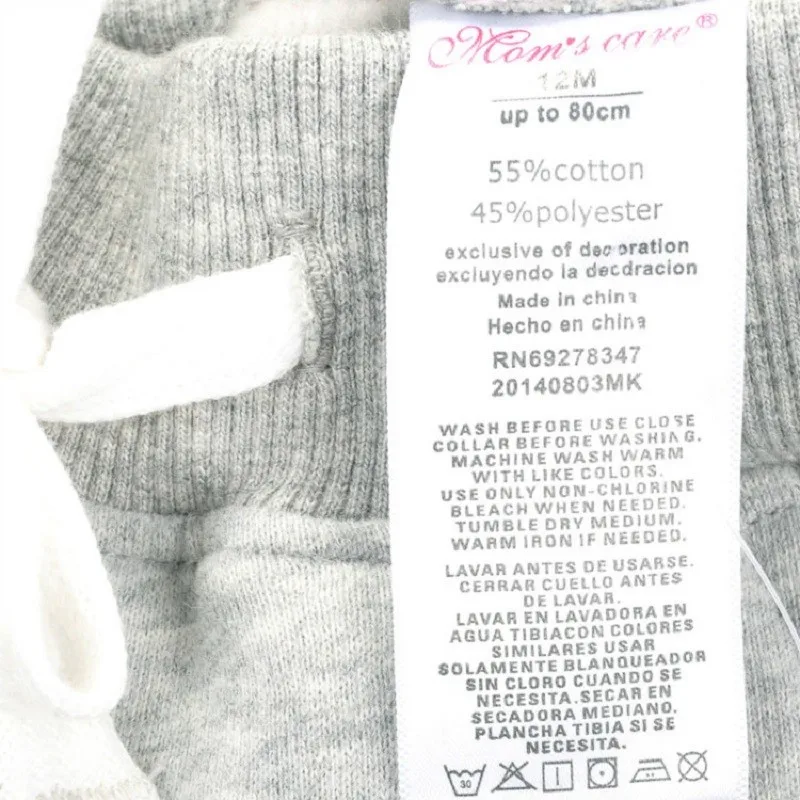 Mom's care®
12M
up to 80cm
55%cotton
45%polyester
exclusive of decoration
excluyendo la decdracion
Made in china
Hecho en china
RN69278347
20140803MK
WASH BEFORE USE CLOSE
COLLAR BEFORE WASHING.
MACHINE WASH WARM
WITH LIKE COLORS.
USE ONLY NON-CHLORINE
BLEACH WHEN NEEDED.
TUMBLE DRY MEDIUM.
WARM IRON IF NEEDED.
LAVAR ANTES DE USARSE.
CERRAR CUELLO ANTES
DE LAVAR.
LAVAR EN LAVADORA EN
AGUA TIBIACON COLORES
SIMILARES USAR
SOLAMENTE BLANQUEADOR
SIN CLORO CUANDO SE
NECESITA.SECAR EN
SECADORA MEDIANO.
PLANCHA TIBIA SI SE
NECESITA.
30